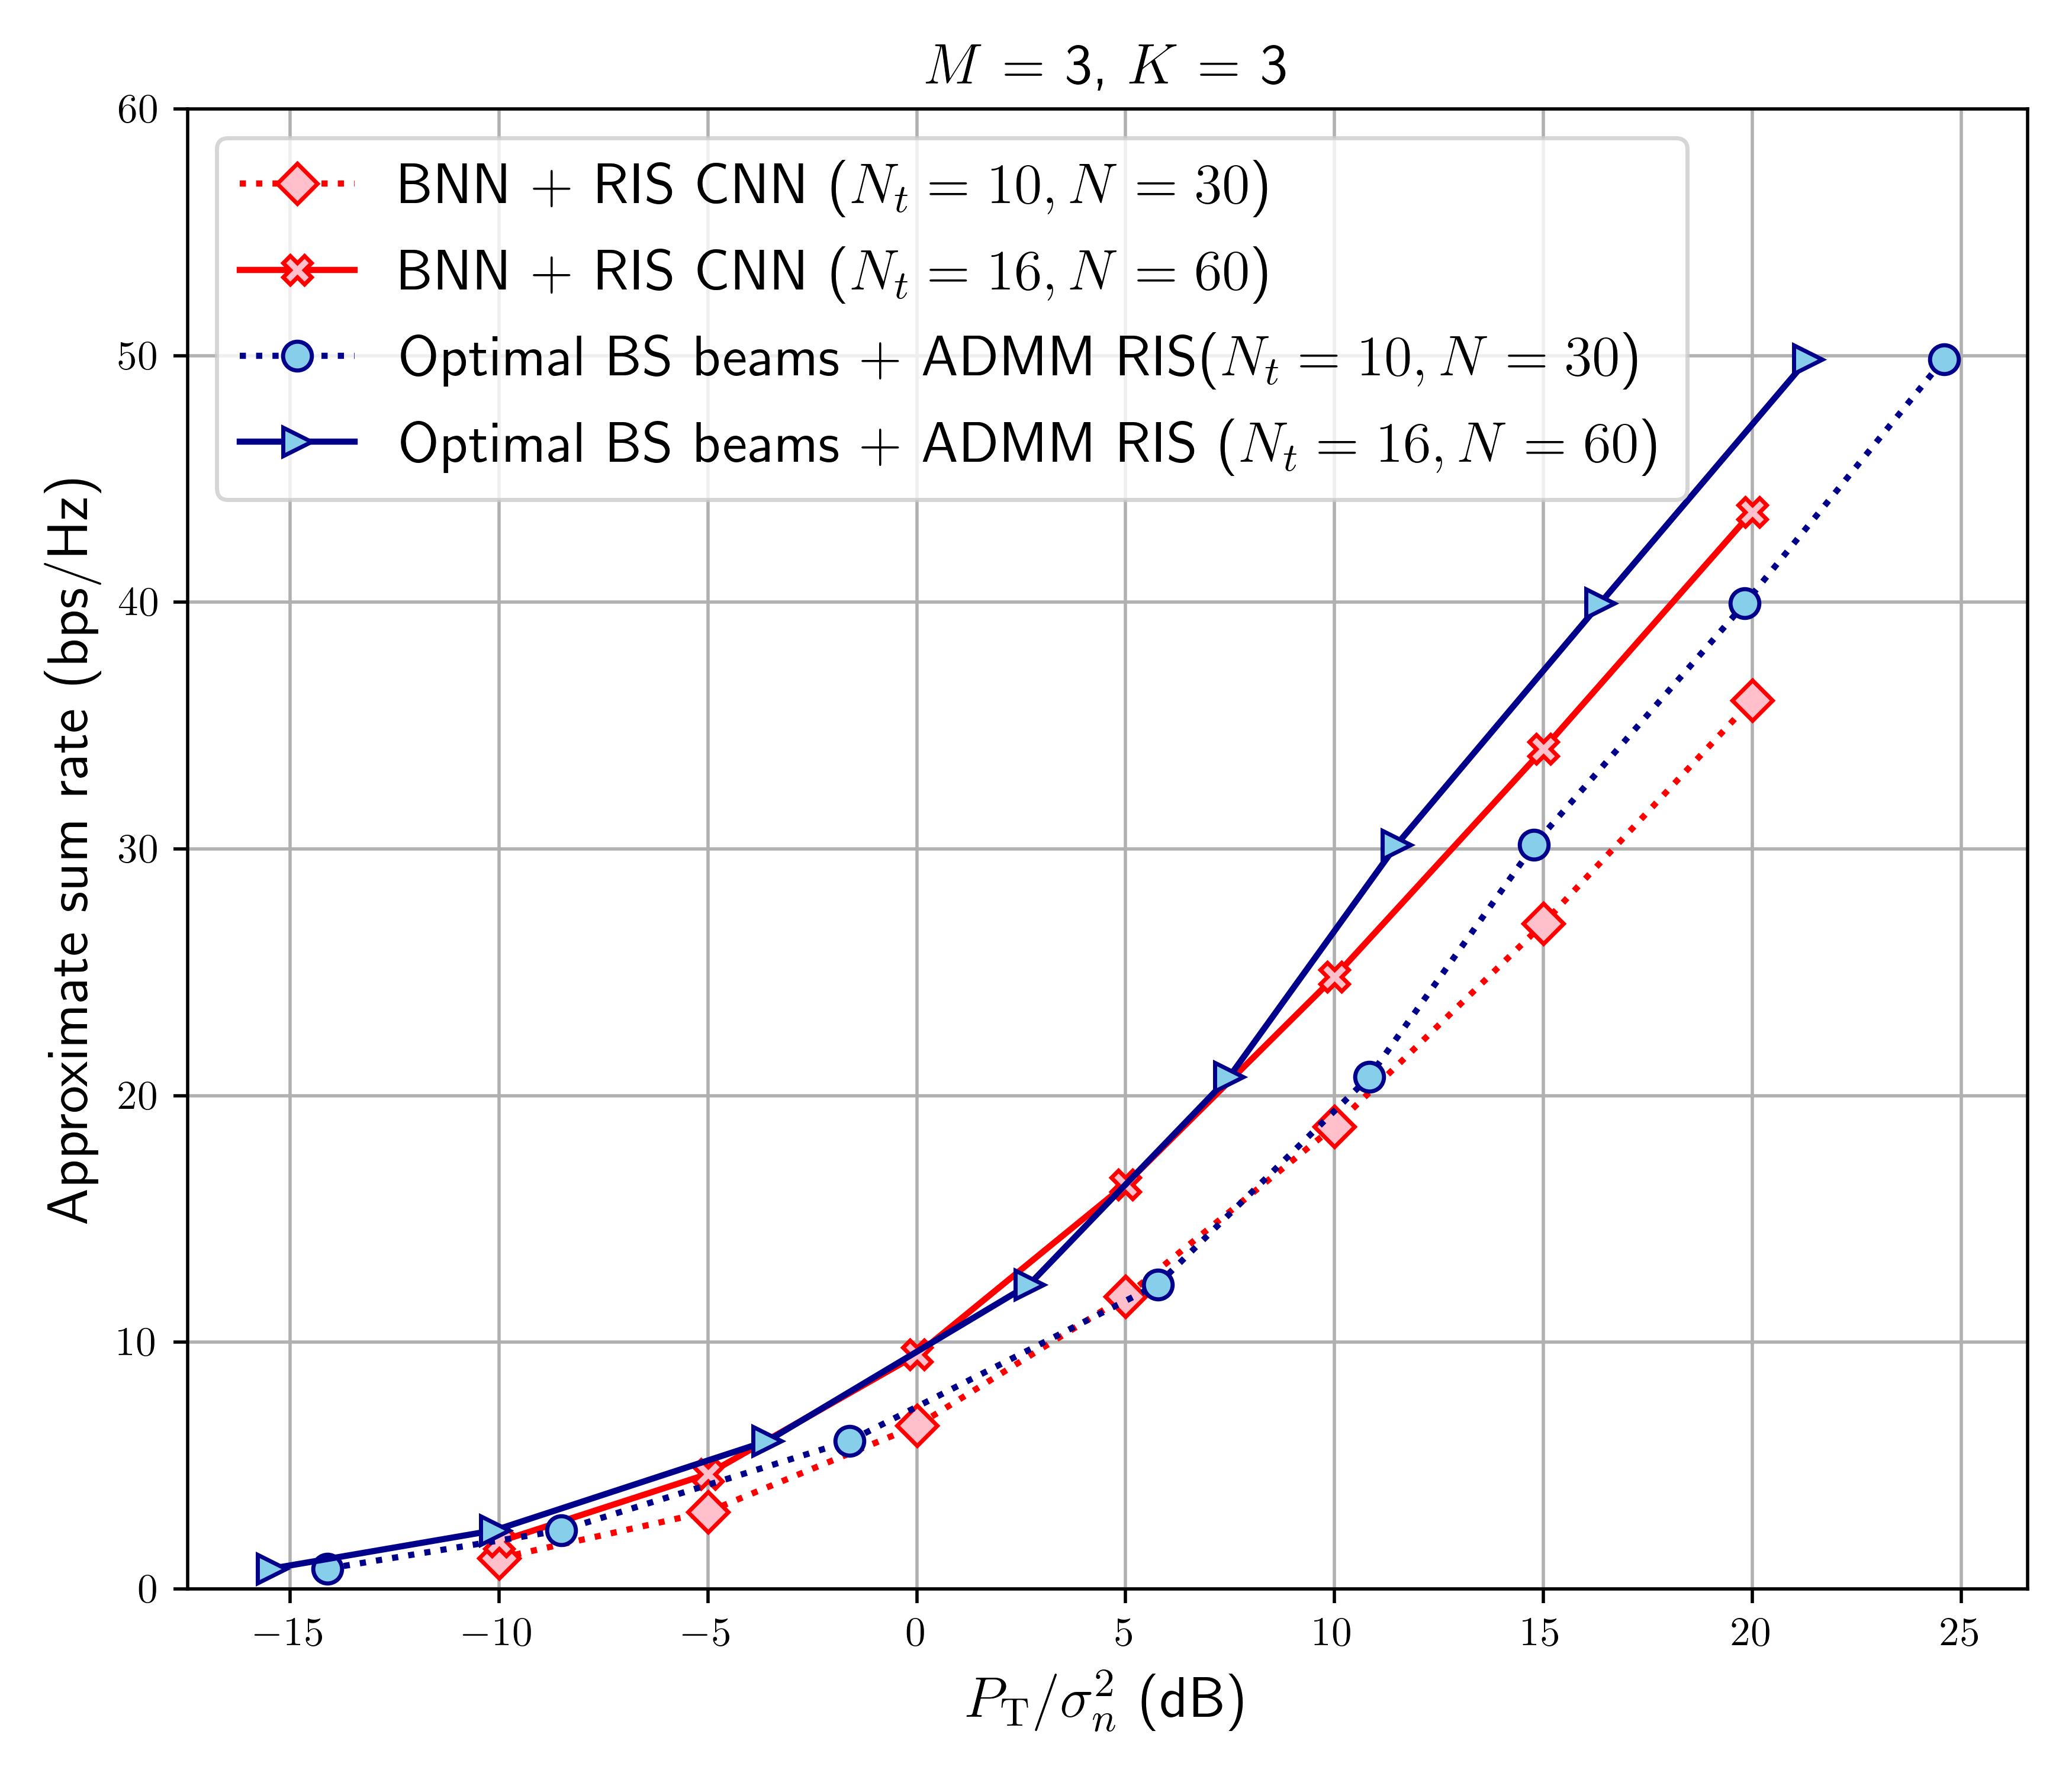 M = 3, K = 3
60
50
40
30
20
10
0
Approximate sum rate (bps/Hz)
BNN + RIS CNN (N_t = 10, N = 30)
BNN + RIS CNN (N_t = 16, N = 60)
Optimal BS beams + ADMM RIS(N_t = 10, N = 30)
Optimal BS beams + ADMM RIS (N_t = 16, N = 60)
−15 −10 −5 0 5 10 15 20 25
P_T/σ_n^2 (dB)